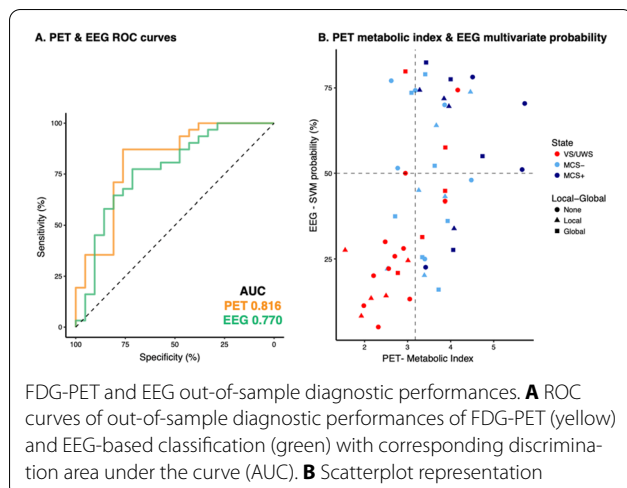 A. PET & EEG ROC curves
100
75
50
25
0
Sensitivity (%)
100
75
50
25
0
Specificity (%)
AUC
PET 0.816
EEG 0.770
B. PET metabolic index & EEG multivariate probability
75
50
25
EEG - SVM probability (%)
2
3
4
5
PET- Metabolic Index
State
VS/UWS
MCS-
MCS+
Local-Global
None
Local
Global
FDG-PET and EEG out-of-sample diagnostic performances. A ROC
curves of out-of-sample diagnostic performances of FDG-PET (yellow)
and EEG-based classification (green) with corresponding discrimina-
tion area under the curve (AUC). B Scatterplot representation